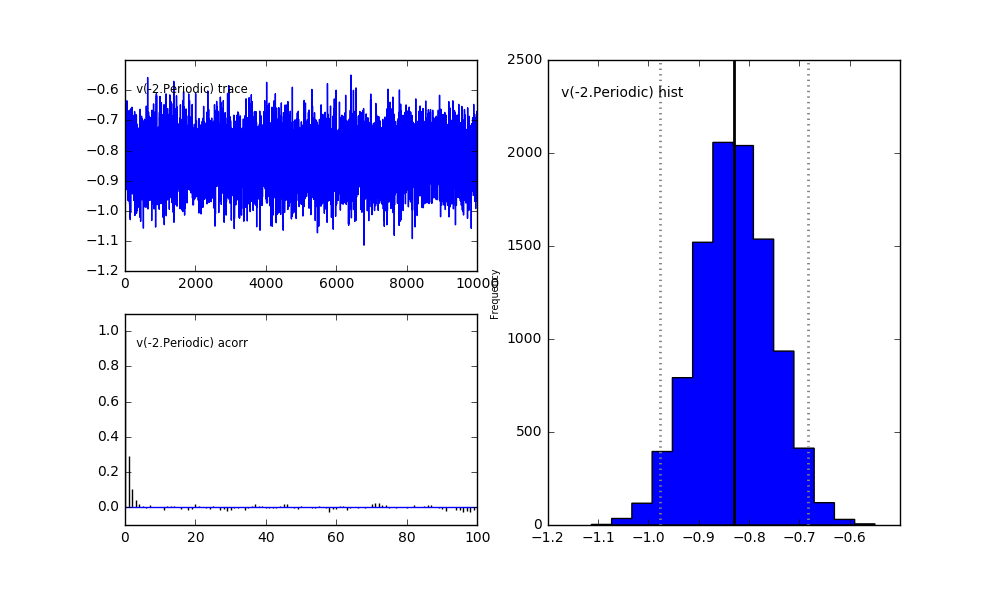 v(-2.Periodic) trace
−0.6
−0.7
−0.8
−0.9
−1.0
−1.1
−1.2
0 2000 4000 6000 8000 10000
v(-2.Periodic) acorr
1.0
0.8
0.6
0.4
0.2
0.0
0 20 40 60 80 100
Frequency
v(-2.Periodic) hist
2500
2000
1500
1000
500
0
−1.2 −1.1 −1.0 −0.9 −0.8 −0.7 −0.6